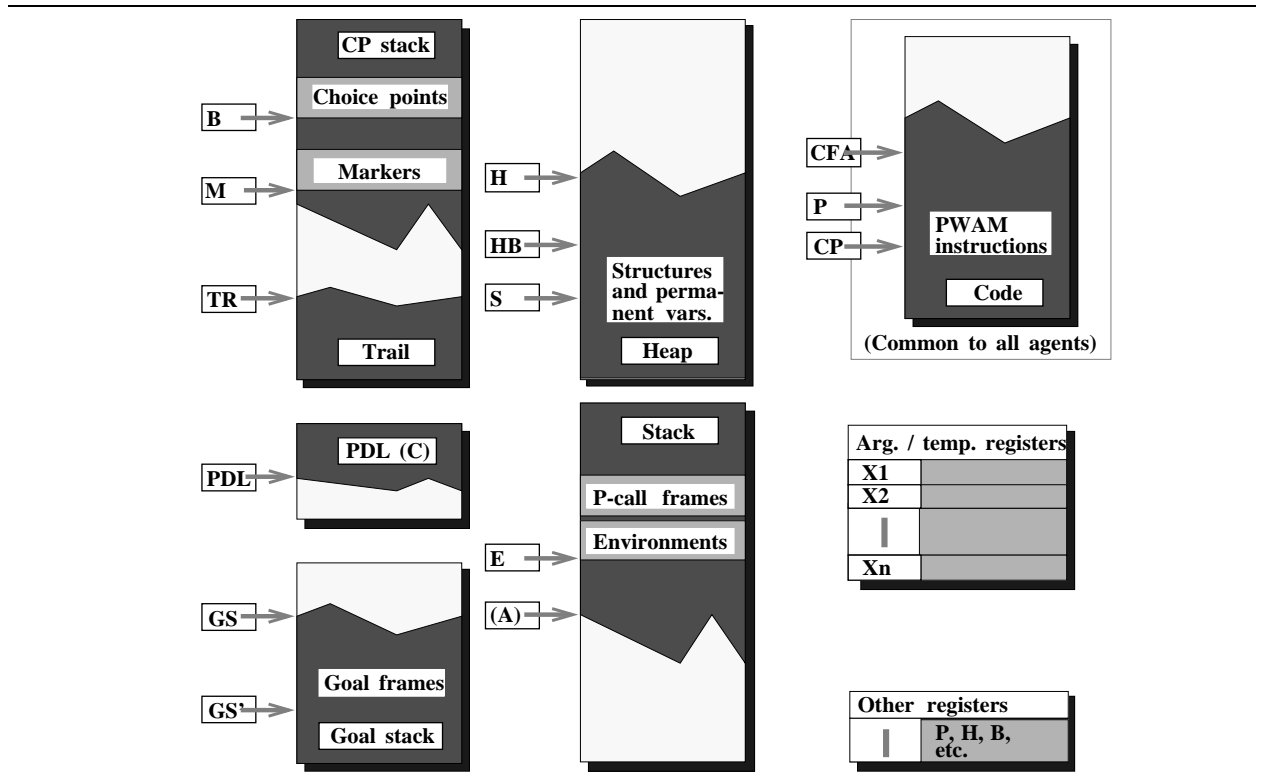 CP stack
Choice points
B
Markers
M
TR
Trail
H
HB
S
Structures
and perma-
nent vars.
Heap
CFA
P
CP
PWAM
instructions
Code
(Common to all agents)
PDL (C)
PDL
Stack
P-call frames
Environments
E
(A)
Arg. / temp. registers
X1
X2
Xn
GS
Goal frames
GS'
Goal stack
Other registers
P, H, B,
etc.